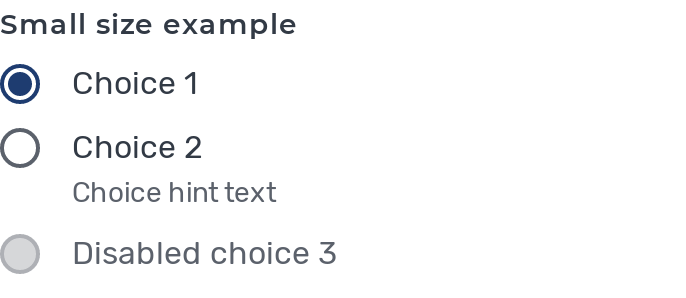 Small size example
Choice 1
Choice 2
Choice hint text
Disabled choice 3